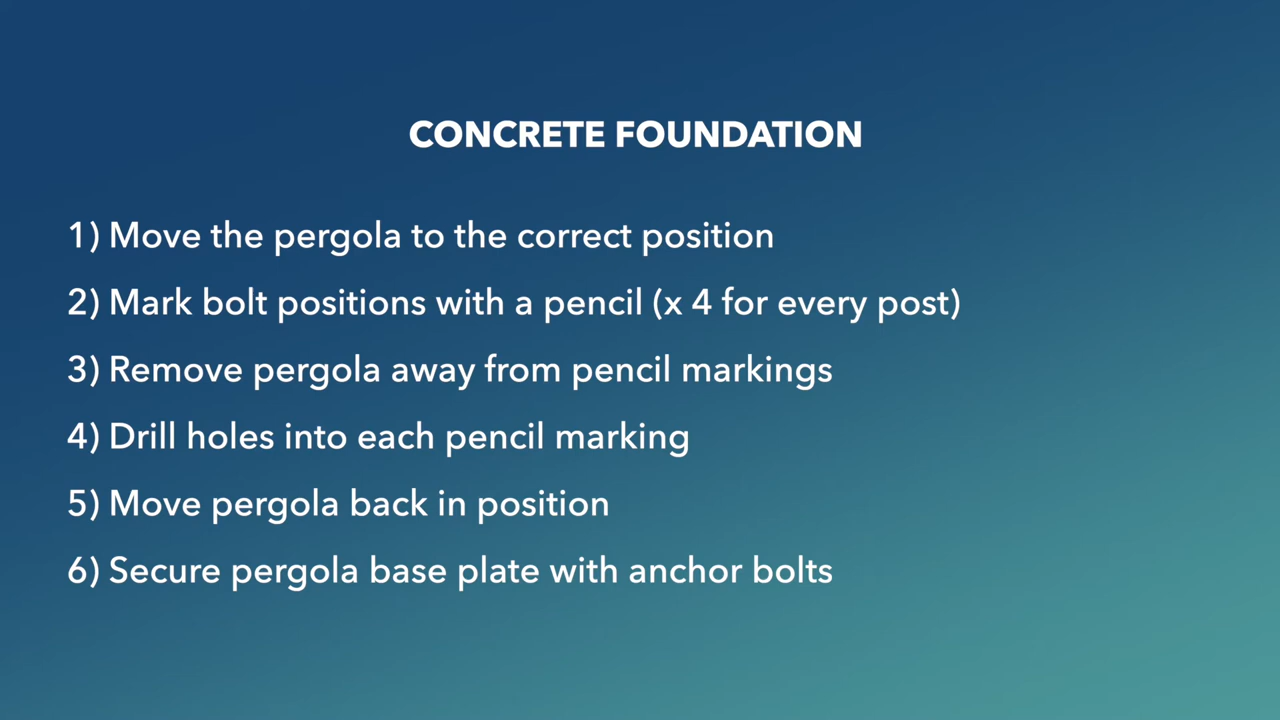 CONCRETE FOUNDATION
1) Move the pergola to the correct position
2) Mark bolt positions with a pencil (x 4 for every post)
3) Remove pergola away from pencil markings
4) Drill holes into each pencil marking
5) Move pergola back in position
6) Secure pergola base plate with anchor bolts